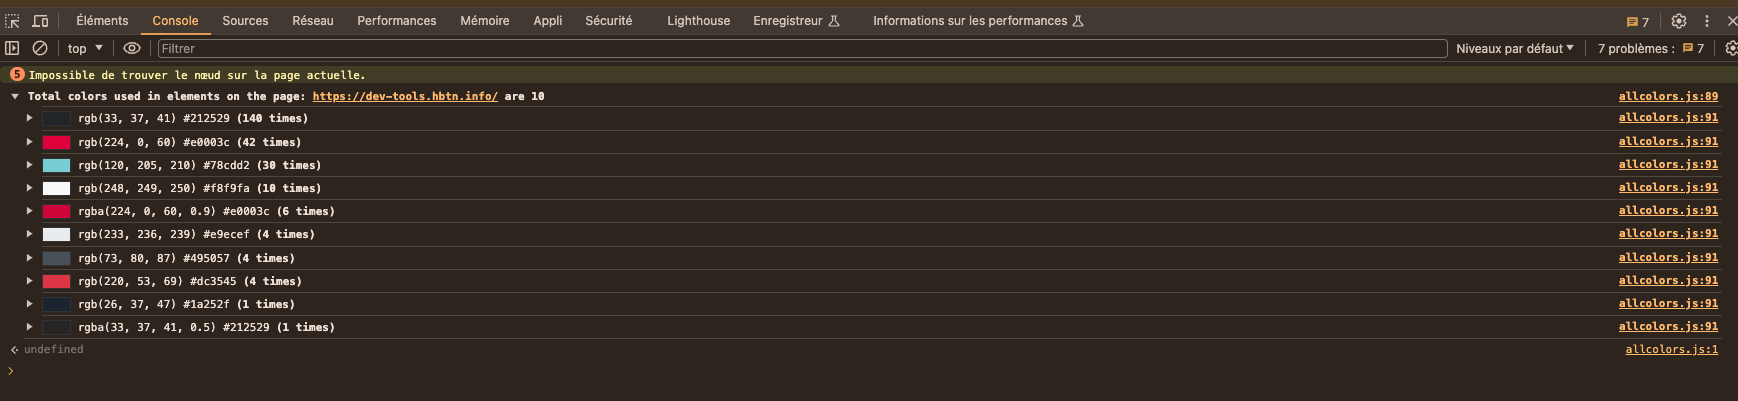 Éléments Console Sources Réseau Performances Mémoire Appli Sécurité Lighthouse Enregistreur Informations sur les performances 7
top Filtrer Niveaux par défaut 7 problèmes : 7
5 Impossible de trouver le nœud sur la page actuelle.
Total colors used in elements on the page: https://dev-tools.hbtn.info/ are 10 allcolors.js:89
rgb(33, 37, 41) #212529 (140 times) allcolors.js:91
rgb(224, 0, 60) #e0003c (42 times) allcolors.js:91
rgb(120, 205, 210) #78cdd2 (30 times) allcolors.js:91
rgb(248, 249, 250) #f8f9fa (10 times) allcolors.js:91
rgba(224, 0, 60, 0.9) #e0003c (6 times) allcolors.js:91
rgb(233, 236, 239) #e9ecef (4 times) allcolors.js:91
rgb(73, 80, 87) #495057 (4 times) allcolors.js:91
rgb(220, 53, 69) #dc3545 (4 times) allcolors.js:91
rgb(26, 37, 47) #1a252f (1 times) allcolors.js:91
rgba(33, 37, 41, 0.5) #212529 (1 times) allcolors.js:91
undefined allcolors.js:1